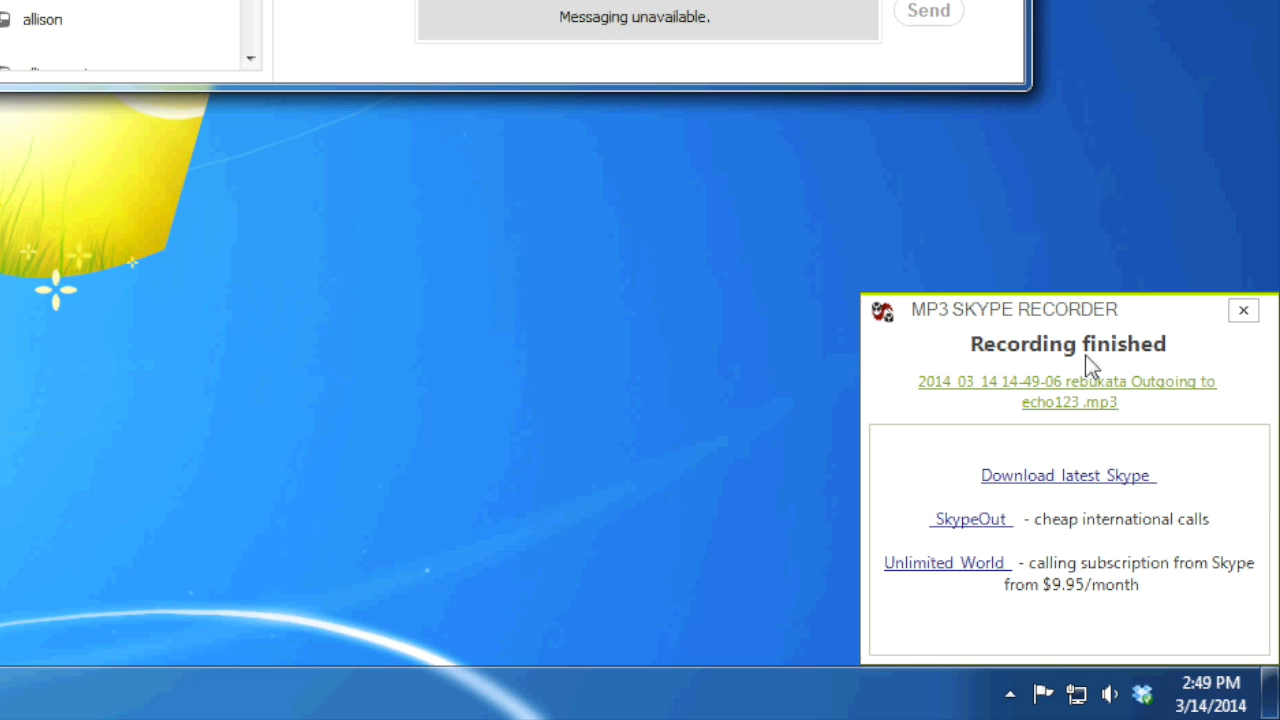 allison
Messaging unavailable.
Send
MP3 SKYPE RECORDER
Recording finished
2014_03_14 14-49-06 rebukata Outgoing to
echo123 .mp3
Download latest Skype
SkypeOut - cheap international calls
Unlimited World - calling subscription from Skype
from $9.95/month
2:49 PM
3/14/2014